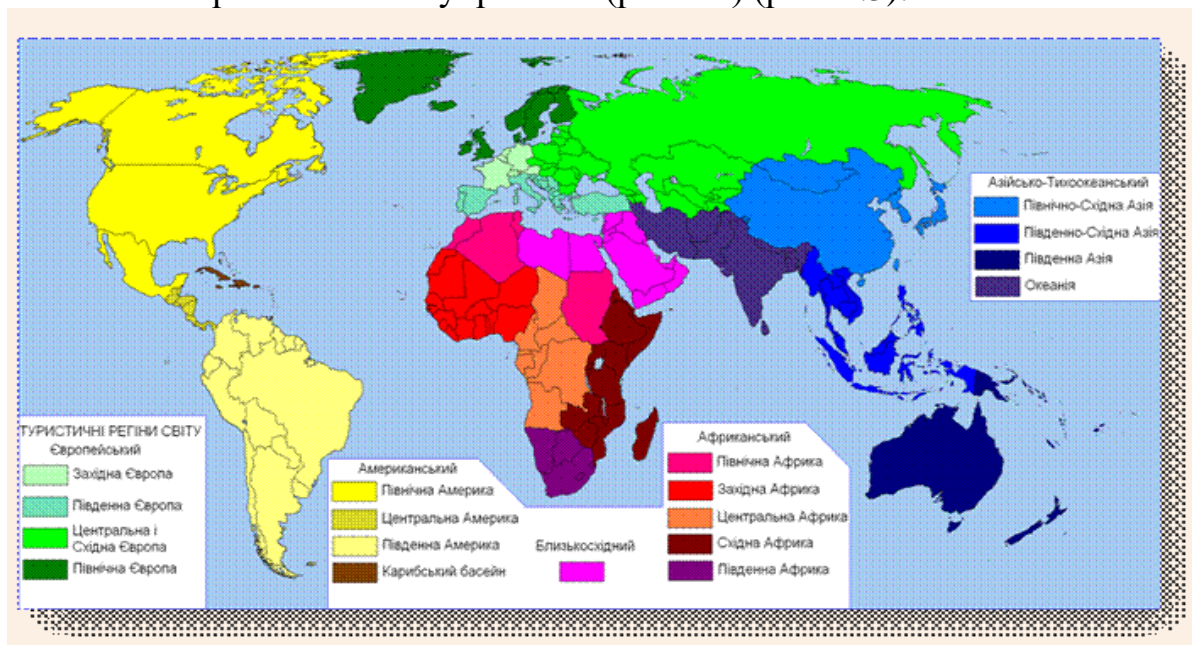 ТУРИСТИЧНІ РЕГІНИ СВІТУ
Європейський
Західна Європа
Південна Європа
Центральна і
Східна Європа
Північна Європа
Американський
Північна Америка
Центральна Америка
Південна Америка
Карибський басейн
Близькосхідний
Африканський
Північна Африка
Західна Африка
Центральна Африка
Східна Африка
Південна Африка
Азійсько-Тихоокеанський
Північно-Східна Азія
Південно-Східна Азія
Південна Азія
Океанія